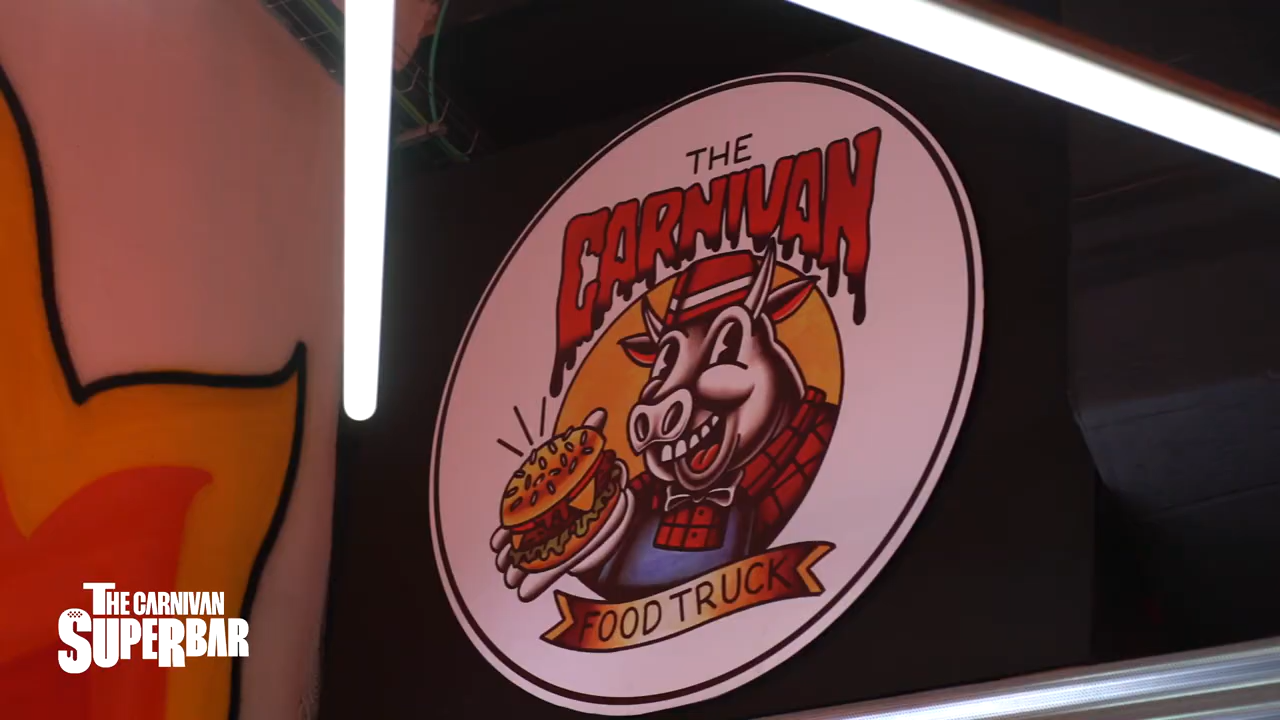 THE
CARNIVAN
FOOD TRUCK
THE CARNIVAN
SUPERBAR